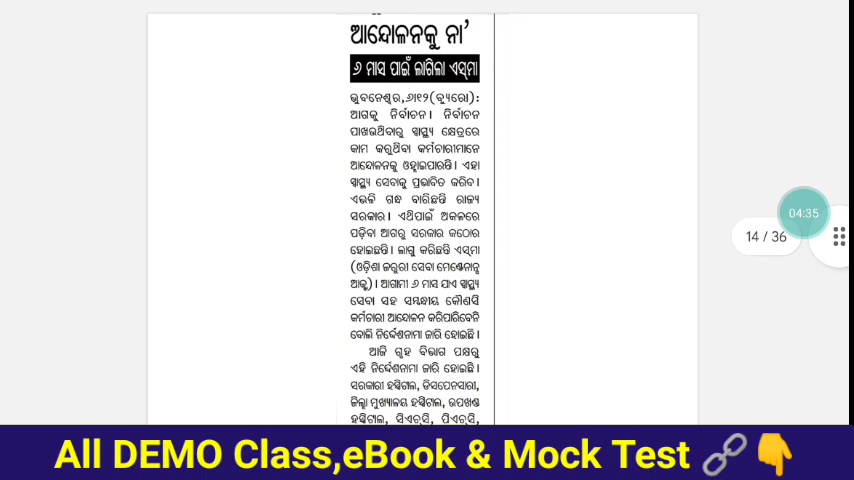 ଆନ୍ଦୋଳନକୁ ନା’
୬ ମାସ ପାଇଁ ଲାଗିଲା ଏସ୍‌ମା
ଭୁବନେଶ୍ୱର,୬ା୧୨(ବ୍ୟୁରୋ):
ଆଗକୁ ନିର୍ବାଚନ। ନିର୍ବାଚନ
ପାଖଉଥିବାରୁ ସ୍ୱାସ୍ଥ୍ୟ କ୍ଷେତ୍ରରେ
କାମ କରୁଥିବା କର୍ମଚାରୀମାନେ
ଆନ୍ଦୋଳନକୁ ଓହ୍ଲାଇପାରନ୍ତି। ଏହା
ସ୍ୱାସ୍ଥ୍ୟ ସେବାକୁ ପ୍ରଭାବିତ କରିବ।
ଏଭଳି ଗନ୍ଧ ବାରିଛନ୍ତି ରାଜ୍ୟ
ସରକାର। ଏଥିପାଇଁ ଅକଳରେ
ପଡ଼ିବା ଆଗରୁ ସରକାର କଠୋର
ହୋଇଛନ୍ତି। ଲାଗୁ କରିଛନ୍ତି ଏସ୍‌ମା
(ଓଡ଼ିଶା ଜରୁରୀ ସେବା ମେଣ୍ଟେନାନ୍ସ
ଆକ୍ଟ)। ଆଗାମୀ ୬ ମାସ ଯାଏ ସ୍ୱାସ୍ଥ୍ୟ
ସେବା ସହ ସମ୍ବନ୍ଧୀୟ କୌଣସି
କର୍ମଚାରୀ ଆନ୍ଦୋଳନ କରିପାରିବେନି
ବୋଲି ନିର୍ଦ୍ଦେଶନାମା ଜାରି ହୋଇଛି।
ଆଜି ଗୃହ ବିଭାଗ ପକ୍ଷରୁ
ଏହି ନିର୍ଦ୍ଦେଶନାମା ଜାରି ହୋଇଛି।
ସରକାରୀ ହସ୍ପିଟାଲ, ଡିସପେନସାରୀ,
ଜିଲ୍ଲା ମୁଖ୍ୟାଳୟ ହସ୍ପିଟାଲ, ଉପଖଣ୍ଡ
ହସ୍ପିଟାଲ, ସିଏଚ୍‌ସି, ପିଏଚ୍‌ସି,
04:35
14 / 36
All DEMO Class,eBook & Mock Test